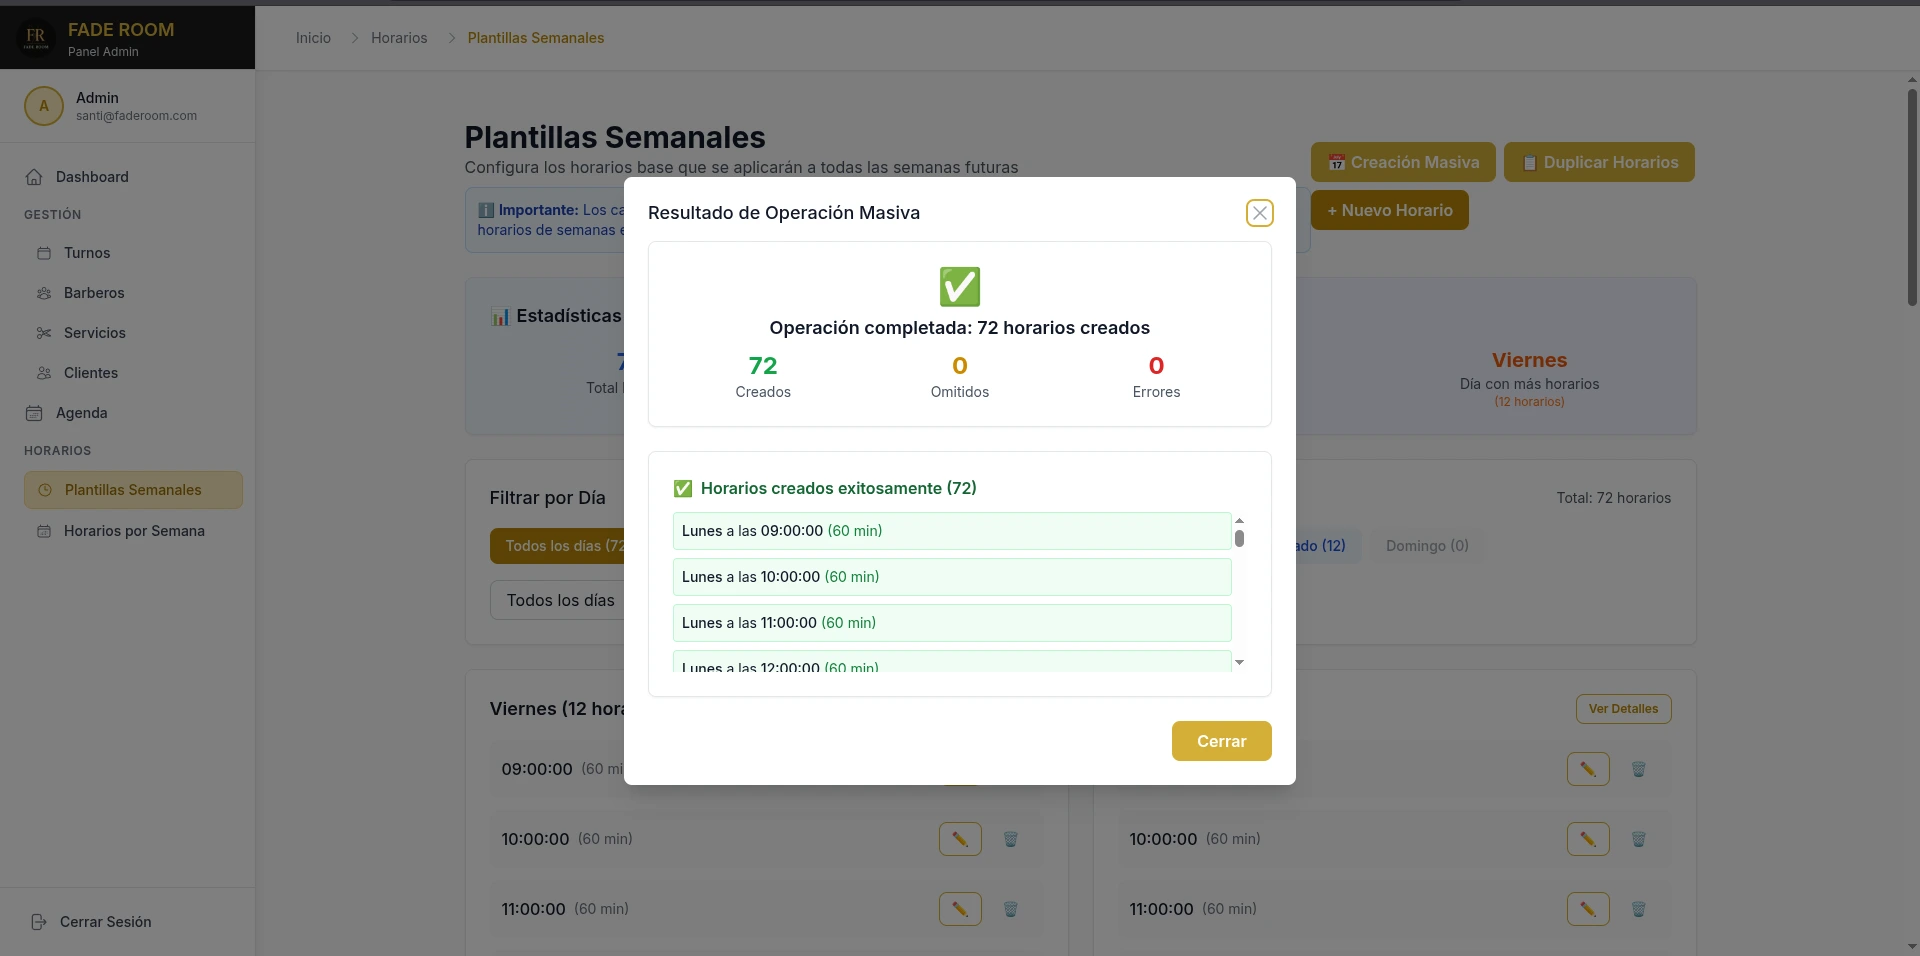 FR
FADE ROOM
FADE ROOM
Panel Admin
Inicio
Horarios
Plantillas Semanales
A
Admin
santi@faderoom.com
Dashboard
GESTIÓN
Turnos
Barberos
Servicios
Clientes
Agenda
HORARIOS
Plantillas Semanales
Horarios por Semana
Cerrar Sesión
Plantillas Semanales
Configura los horarios base que se aplicarán a todas las semanas futuras
Creación Masiva
Duplicar Horarios
+ Nuevo Horario
Importante: Los
horarios de semanas
Estadísticas
Total
Viernes
Día con más horarios
(12 horarios)
Filtrar por Día
Total: 72 horarios
Todos los días (72
(12)
Domingo (0)
Todos los días
Resultado de Operación Masiva
Operación completada: 72 horarios creados
72
0
0
Creados
Omitidos
Errores
Horarios creados exitosamente (72)
Lunes a las 09:00:00 (60 min)
Lunes a las 10:00:00 (60 min)
Lunes a las 11:00:00 (60 min)
Lunes a las 12:00:00 (60 min)
Cerrar
Viernes (12
Ver Detalles
09:00:00 (60
10:00:00 (60 min)
10:00:00 (60 min)
11:00:00 (60 min)
11:00:00 (60 min)